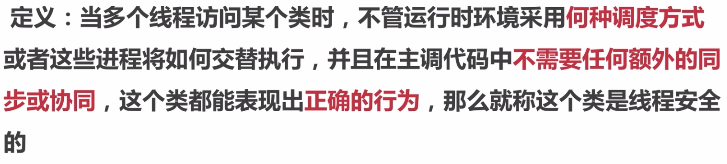 定义：当多个线程访问某个类时，不管运行时环境采用何种调度方式
或者这些进程将如何交替执行，并且在主调代码中不需要任何额外的同
步或协同，这个类都能表现出正确的行为，那么就称这个类是线程安全
的